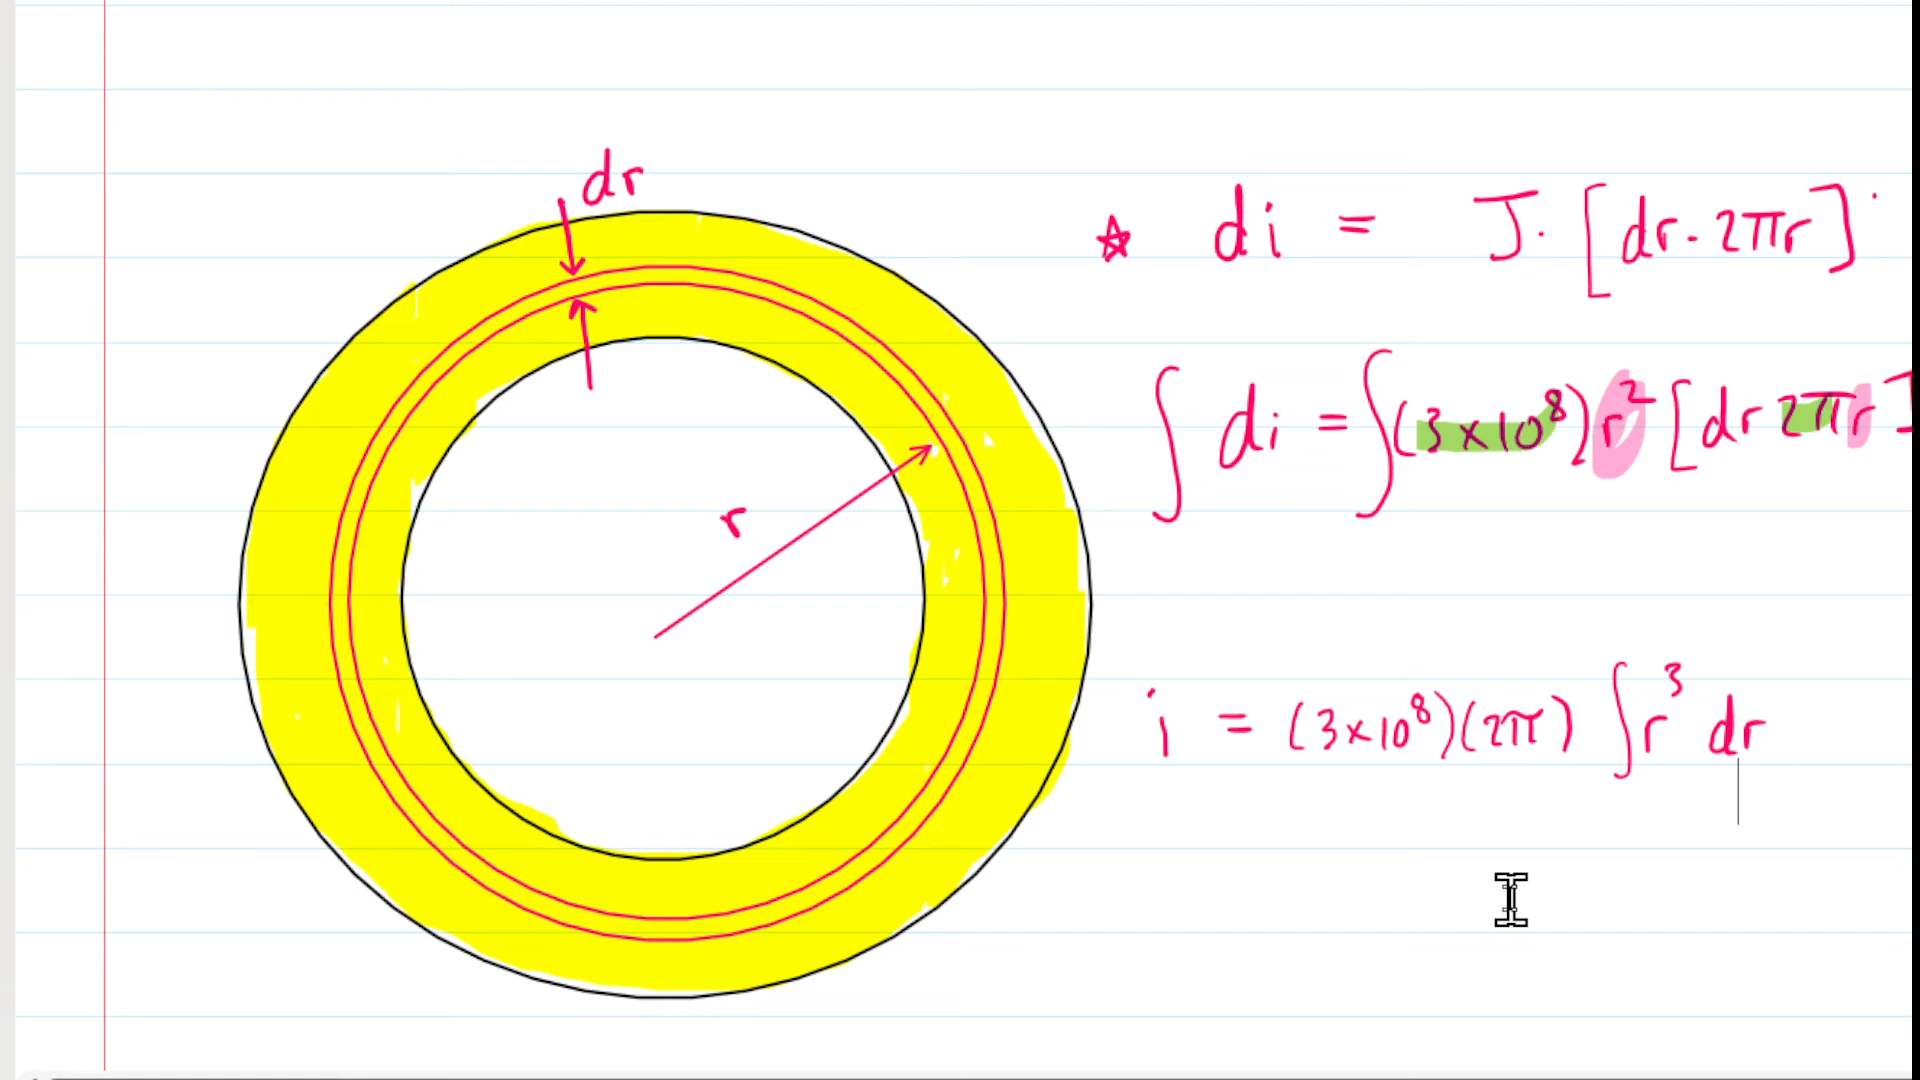 dr
☆ di = J · [dr · 2πr]
∫ di = ∫(3×10⁸) r² [dr 2πr]
r
i = (3×10⁸)(2π) ∫r³ dr